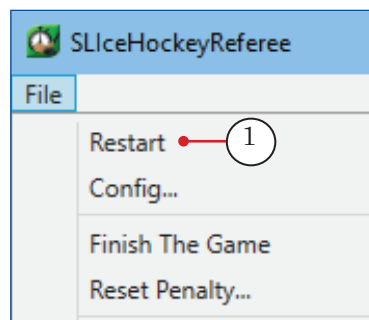 SLIceHockeyReferee
File
Restart 1
Config...
Finish The Game
Reset Penalty...